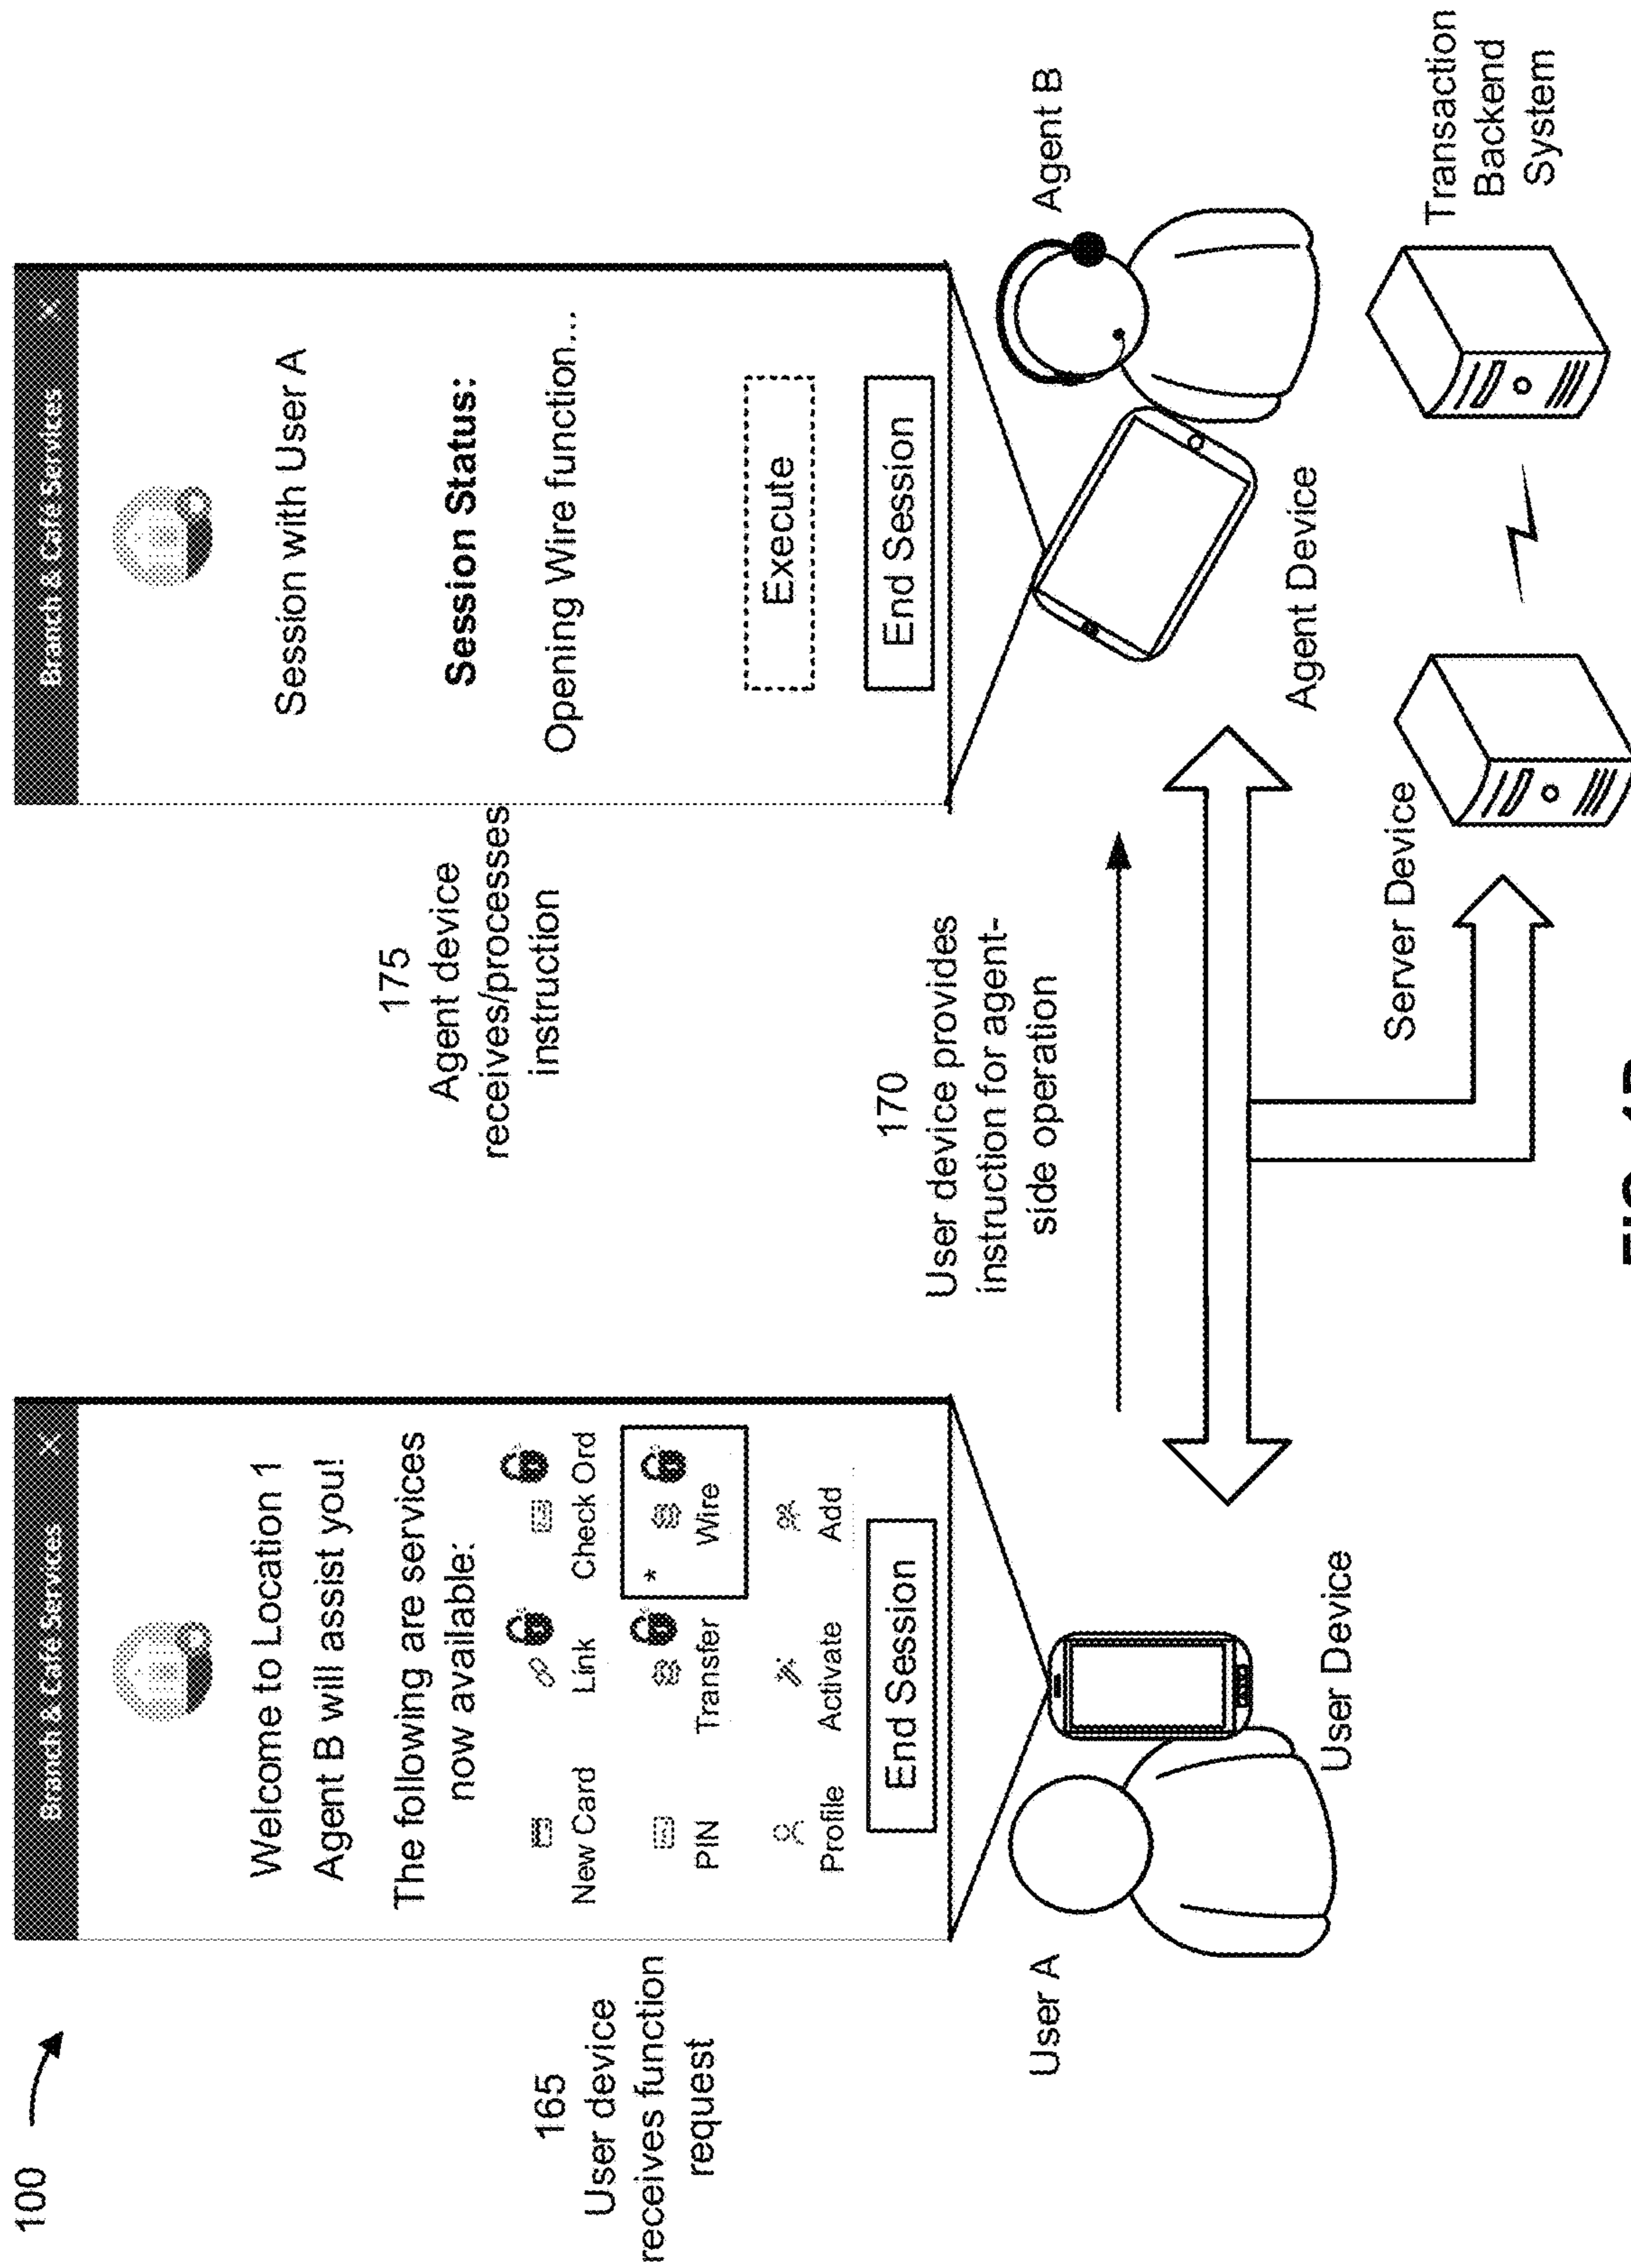 100
165
User device
receives function
request
Branch & Café Services X
Welcome to Location 1
Agent B will assist you!
The following are services
now available:
New Card Link Check Ord
PIN Transfer * Wire
Profile Activate Add
End Session
User A
User Device
170
User device provides
instruction for agent-
side operation
175
Agent device
receives/processes
instruction
Branch & Café Services X
Session with User A
Session Status:
Opening Wire function...
Execute
End Session
Agent B
Agent Device
Server Device
Transaction
Backend
System